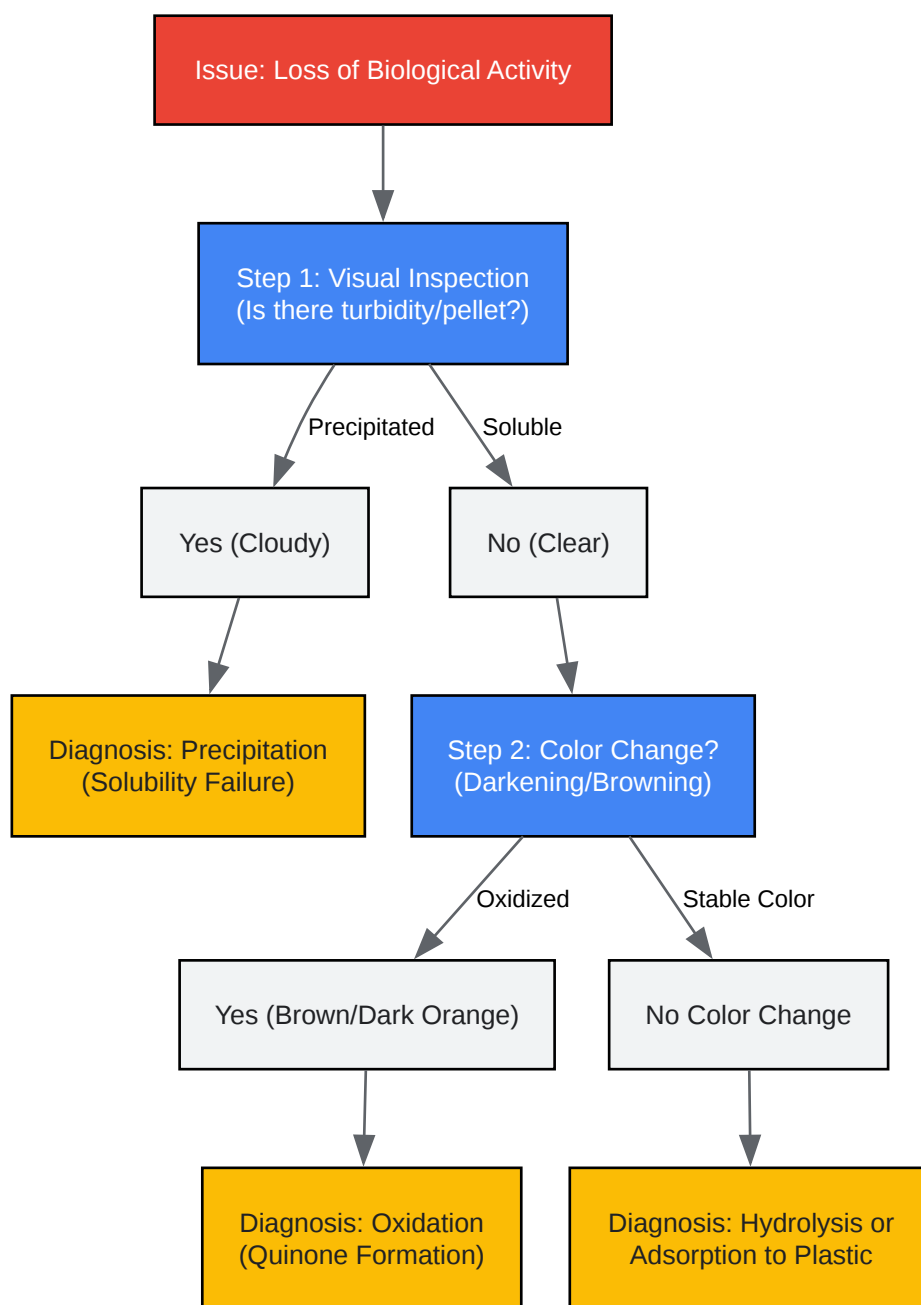 Issue: Loss of Biological Activity
Step 1: Visual Inspection
(Is there turbidity/pellet?)
Precipitated
Soluble
Yes (Cloudy)
No (Clear)
Diagnosis: Precipitation
(Solubility Failure)
Step 2: Color Change?
(Darkening/Browning)
Oxidized
Stable Color
Yes (Brown/Dark Orange)
No Color Change
Diagnosis: Oxidation
(Quinone Formation)
Diagnosis: Hydrolysis or
Adsorption to Plastic